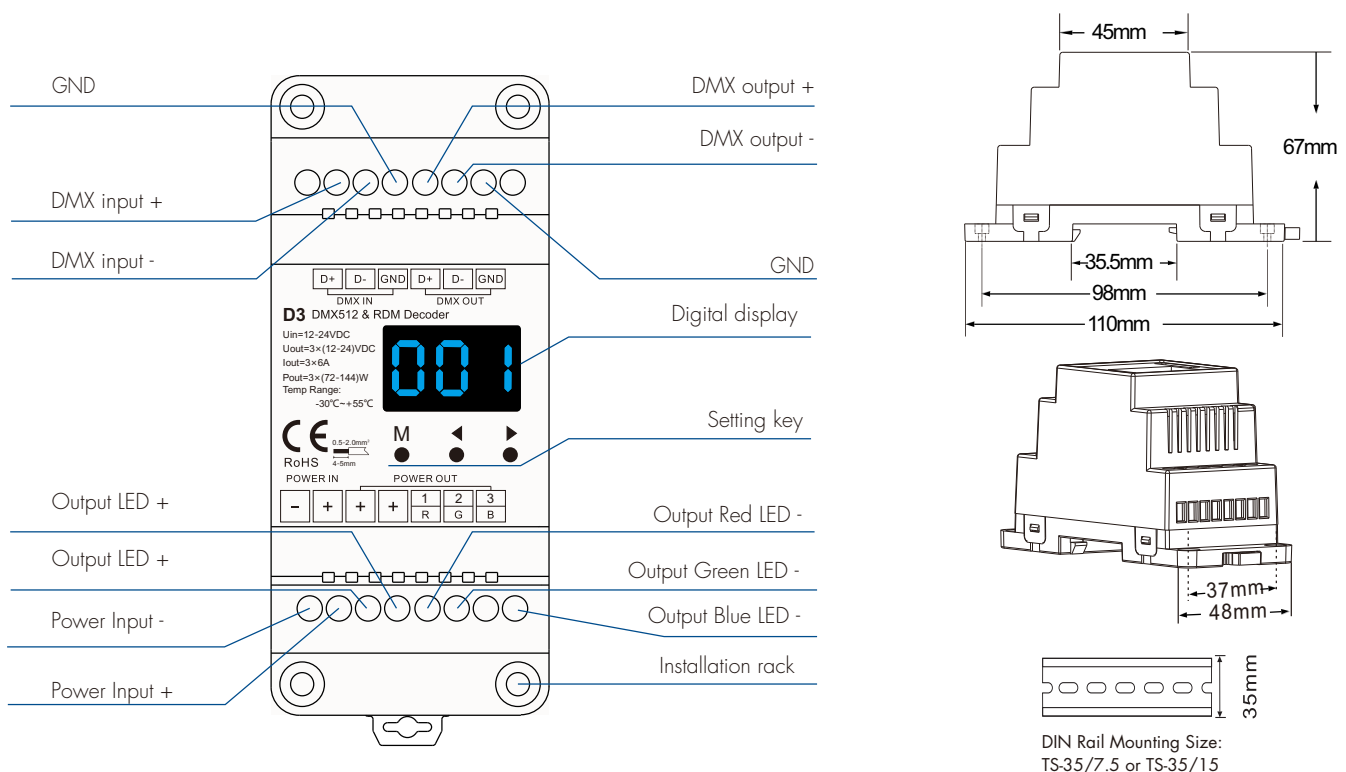 GND
DMX input +
DMX input -
DMX output +
DMX output -
GND
Digital display
Setting key
D+ D- GND D+ D- GND
DMX IN DMX OUT
D3 DMX512 & RDM Decoder
Uin=12-24VDC
Uout=3×(12-24)VDC
Iout=3×6A
Pout=3×(72-144)W
Temp Range:
-30℃~+55℃
001
CE
RoHS
0.5-2.0mm²
4-5mm
M ◀ ▶
POWER IN POWER OUT
- + + + 1 2 3
R G B
Output LED +
Output LED +
Power Input -
Power Input +
Output Red LED -
Output Green LED -
Output Blue LED -
Installation rack
45mm
67mm
35.5mm
98mm
110mm
37mm
48mm
35mm
DIN Rail Mounting Size:
TS-35/7.5 or TS-35/15